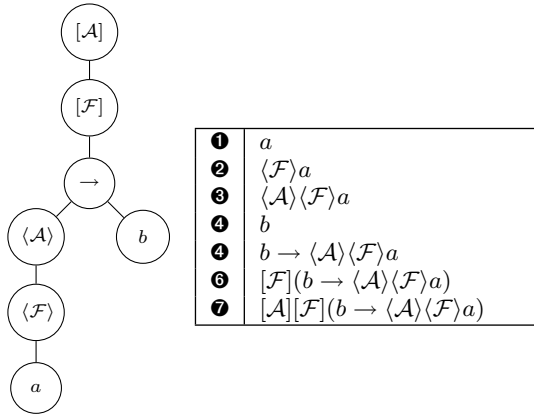 [𝒜]
[ℱ]
→
⟨𝒜⟩
b
⟨ℱ⟩
a
❶ a
❷ ⟨ℱ⟩a
❸ ⟨𝒜⟩⟨ℱ⟩a
❹ b
❹ b → ⟨𝒜⟩⟨ℱ⟩a
❻ [ℱ](b → ⟨𝒜⟩⟨ℱ⟩a)
❼ [𝒜][ℱ](b → ⟨𝒜⟩⟨ℱ⟩a)